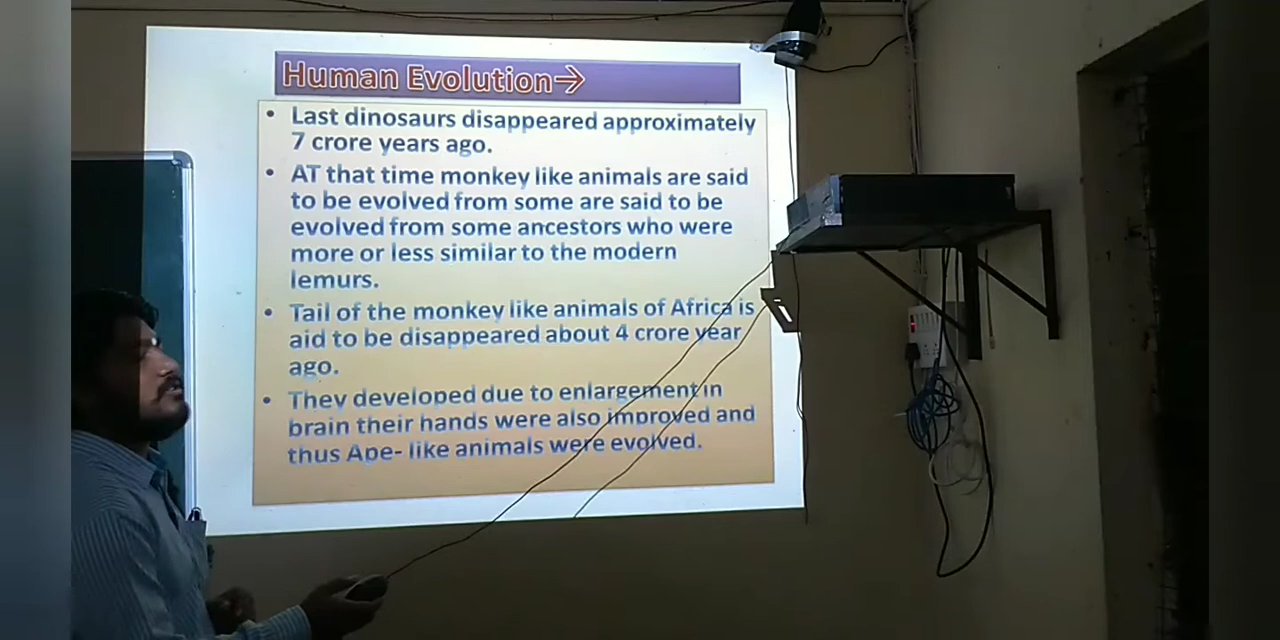 Human Evolution→
• Last dinosaurs disappeared approximately
7 crore years ago.
• AT that time monkey like animals are said
to be evolved from some are said to be
evolved from some ancestors who were
more or less similar to the modern
lemurs.
• Tail of the monkey like animals of Africa is
aid to be disappeared about 4 crore year
ago.
• They developed due to enlargement in
brain their hands were also improved and
thus Ape- like animals were evolved.